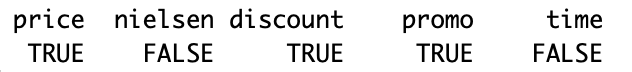 price nielsen discount promo time
TRUE FALSE TRUE TRUE FALSE